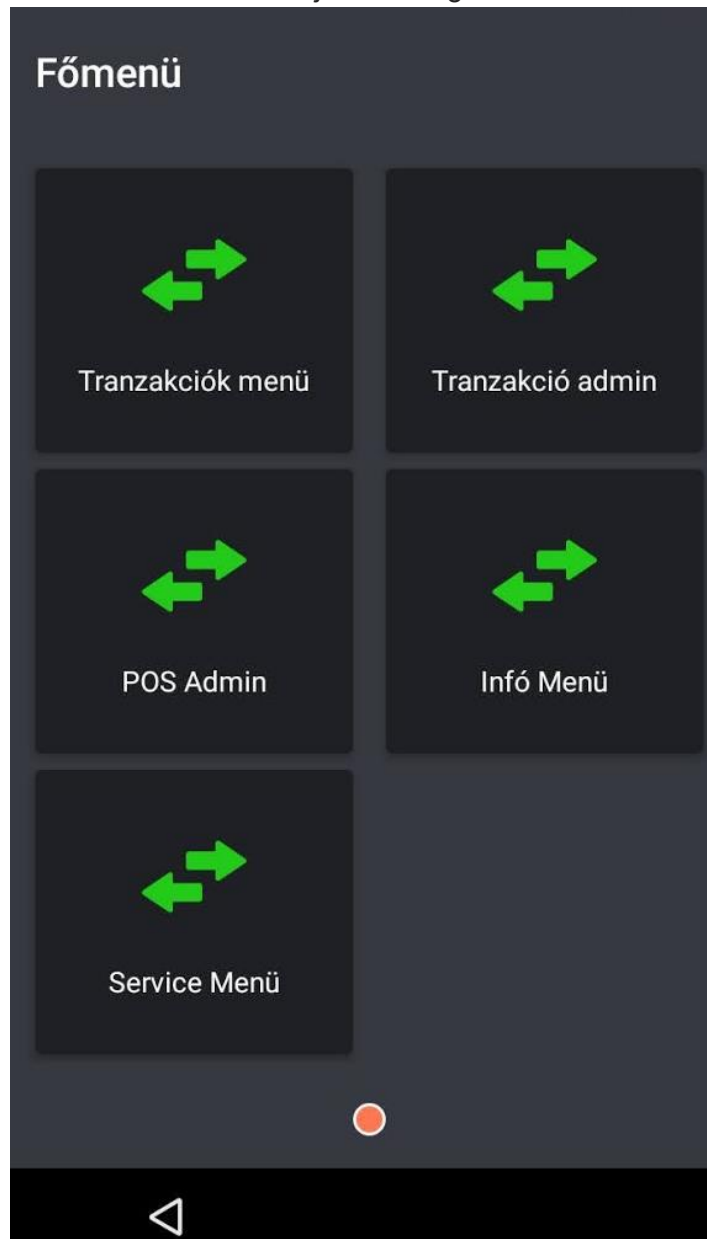 Főmenü
Tranzakciók menü
Tranzakció admin
POS Admin
Infó Menü
Service Menü